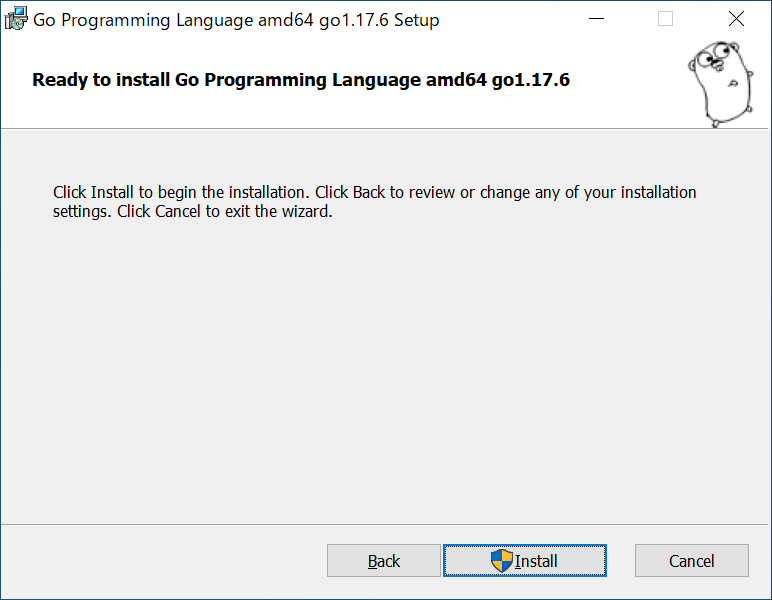 Go Programming Language amd64 go1.17.6 Setup
Ready to install Go Programming Language amd64 go1.17.6
Click Install to begin the installation. Click Back to review or change any of your installation
settings. Click Cancel to exit the wizard.
Back
Install
Cancel